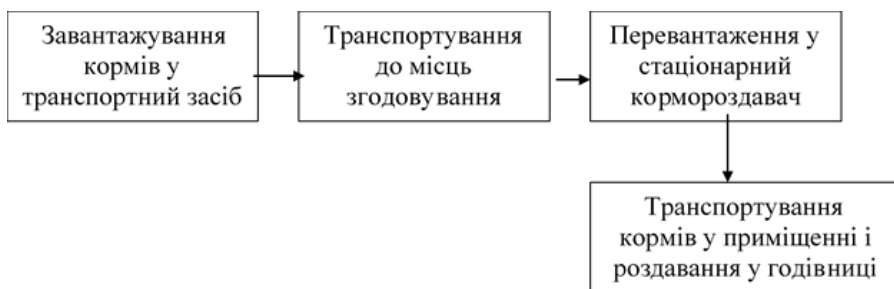 Завантажування
кормів у
транспортний засіб
Транспортування
до місць
згодовування
Перевантаження у
стаціонарний
кормороздавач
Транспортування
кормів у приміщенні і
роздавання у годівниці